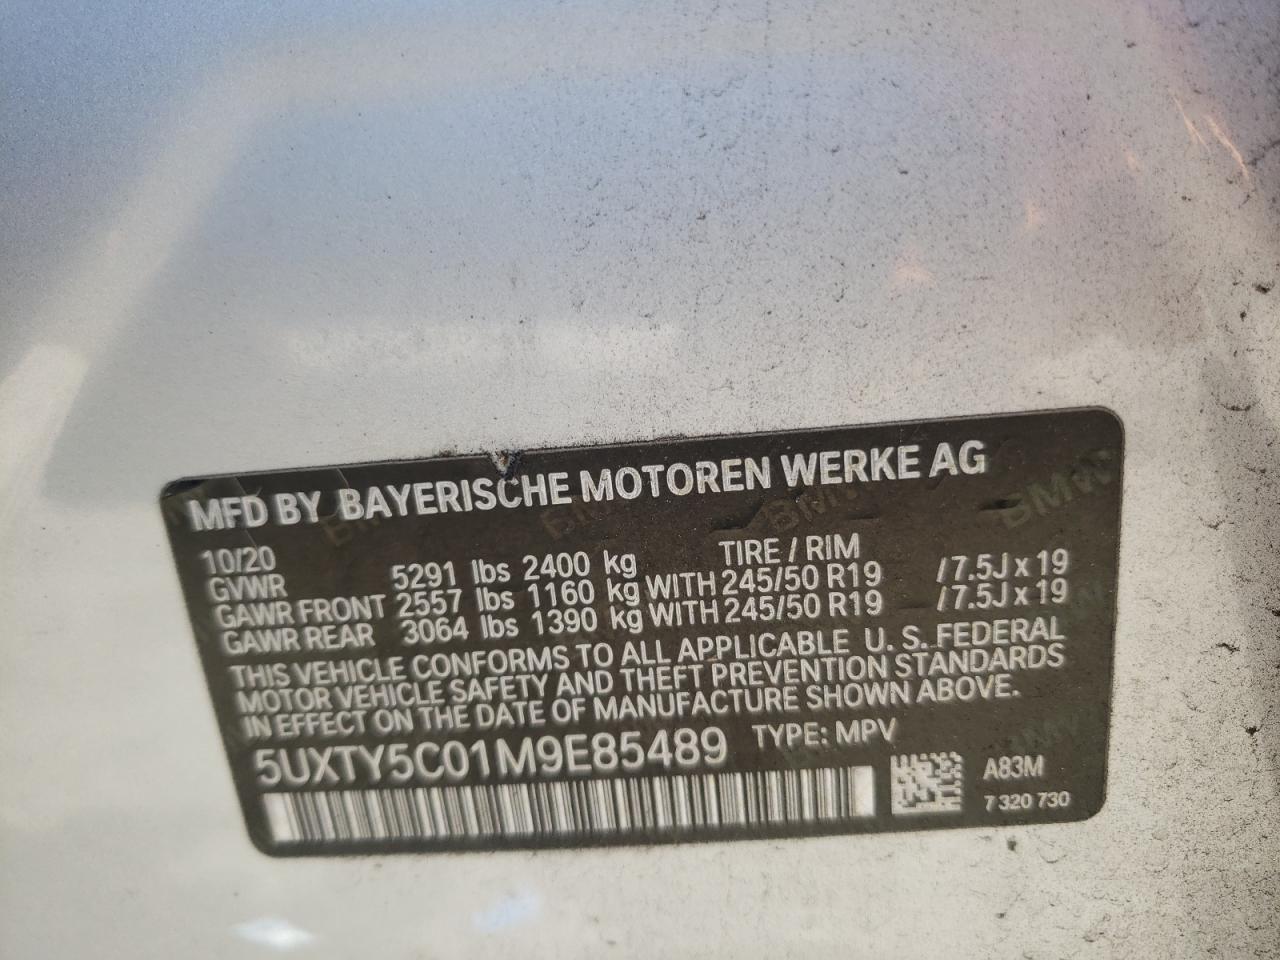 MFD BY BAYERISCHE MOTOREN WERKE AG
10/20 TIRE / RIM
GVWR 5291 lbs 2400 kg
GAWR FRONT 2557 lbs 1160 kg WITH 245/50 R19 /7.5J x 19
GAWR REAR 3064 lbs 1390 kg WITH 245/50 R19 /7.5J x 19
THIS VEHICLE CONFORMS TO ALL APPLICABLE U. S. FEDERAL
MOTOR VEHICLE SAFETY AND THEFT PREVENTION STANDARDS
IN EFFECT ON THE DATE OF MANUFACTURE SHOWN ABOVE.
5UXTY5C01M9E85489 TYPE: MPV
A83M
7 320 730